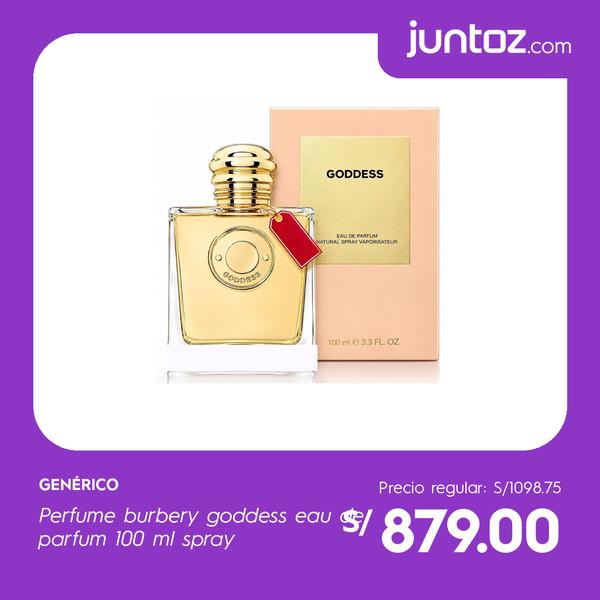 juntoz.com
GODDESS
EAU DE PARFUM
NATURAL SPRAY VAPORISATEUR
GODDESS
100 ml ℮ 3.3 FL. OZ.
GENÉRICO
Precio regular: S/1098.75
Perfume burbery goddess eau de
parfum 100 ml spray
S/ 879.00